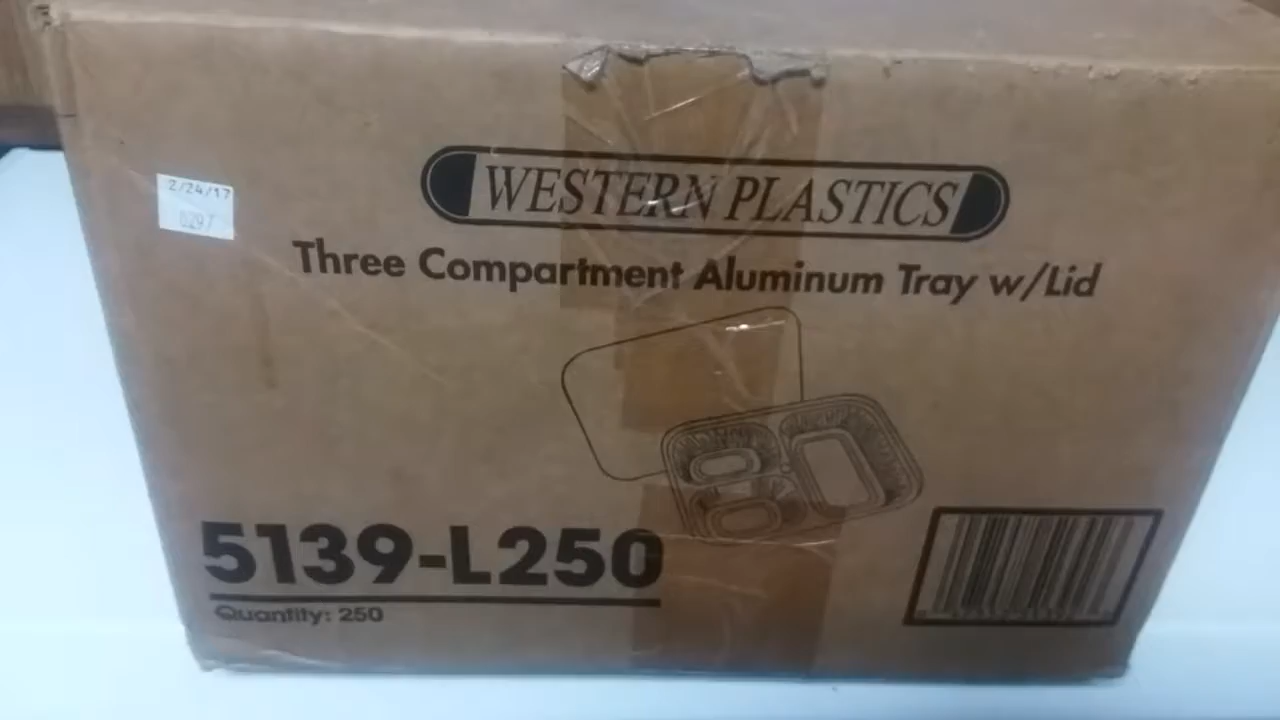 WESTERN PLASTICS
Three Compartment Aluminum Tray w/Lid
2/24/17
5139-L250
Quantity: 250